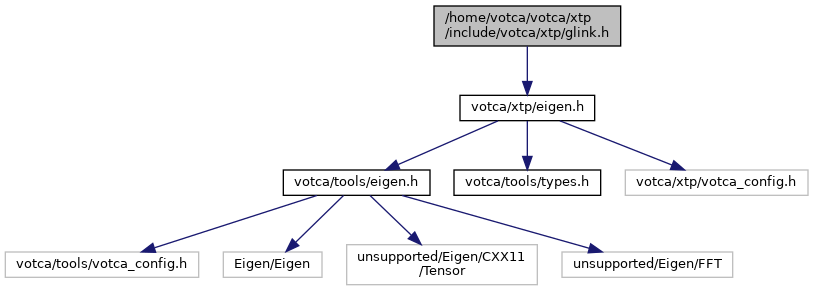 /home/votca/votca/xtp
/include/votca/xtp/glink.h
votca/xtp/eigen.h
votca/tools/eigen.h
votca/tools/types.h
votca/xtp/votca_config.h
votca/tools/votca_config.h
Eigen/Eigen
unsupported/Eigen/CXX11
/Tensor
unsupported/Eigen/FFT